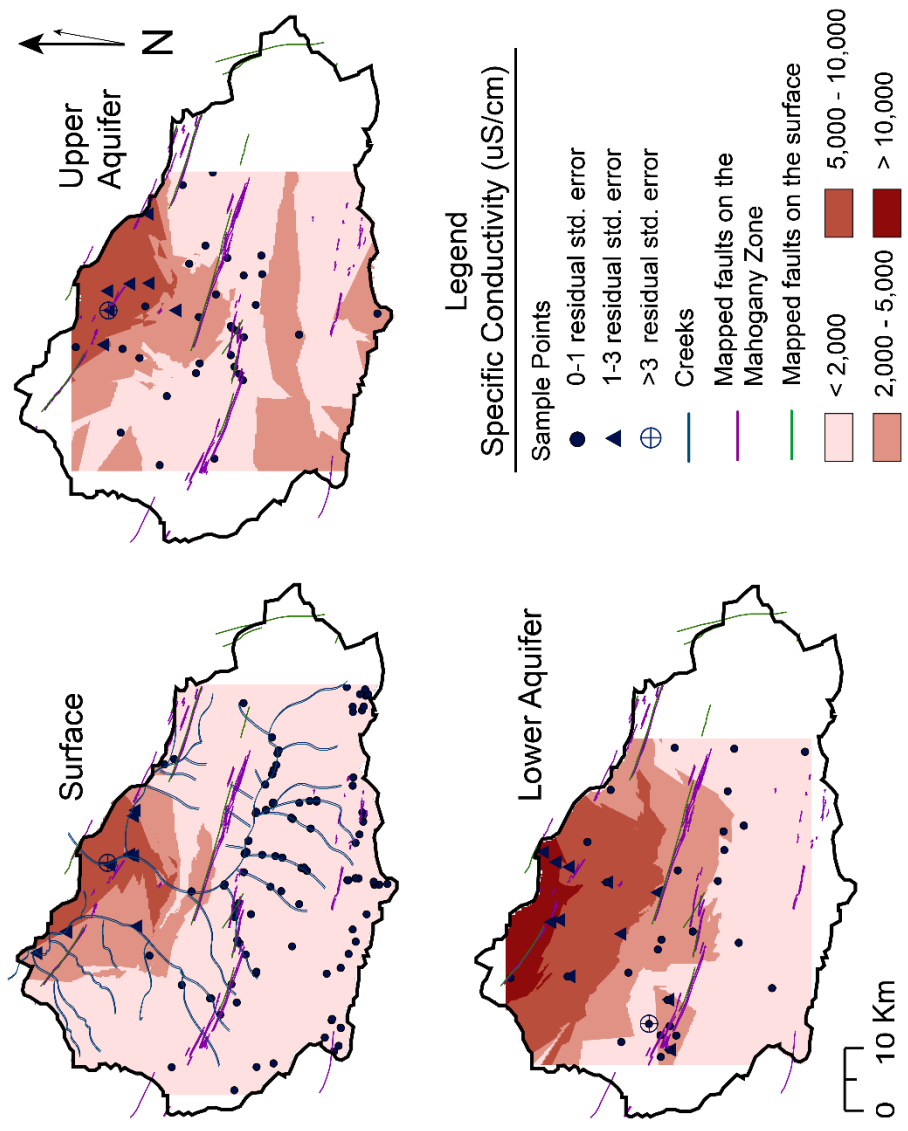 Surface
Upper
Aquifer
N
Lower Aquifer
0
10 Km
Legend
Specific Conductivity (uS/cm)
Sample Points
0-1 residual std. error
1-3 residual std. error
>3 residual std. error
Creeks
Mapped faults on the
Mahogany Zone
Mapped faults on the surface
< 2,000
5,000 - 10,000
2,000 - 5,000
> 10,000